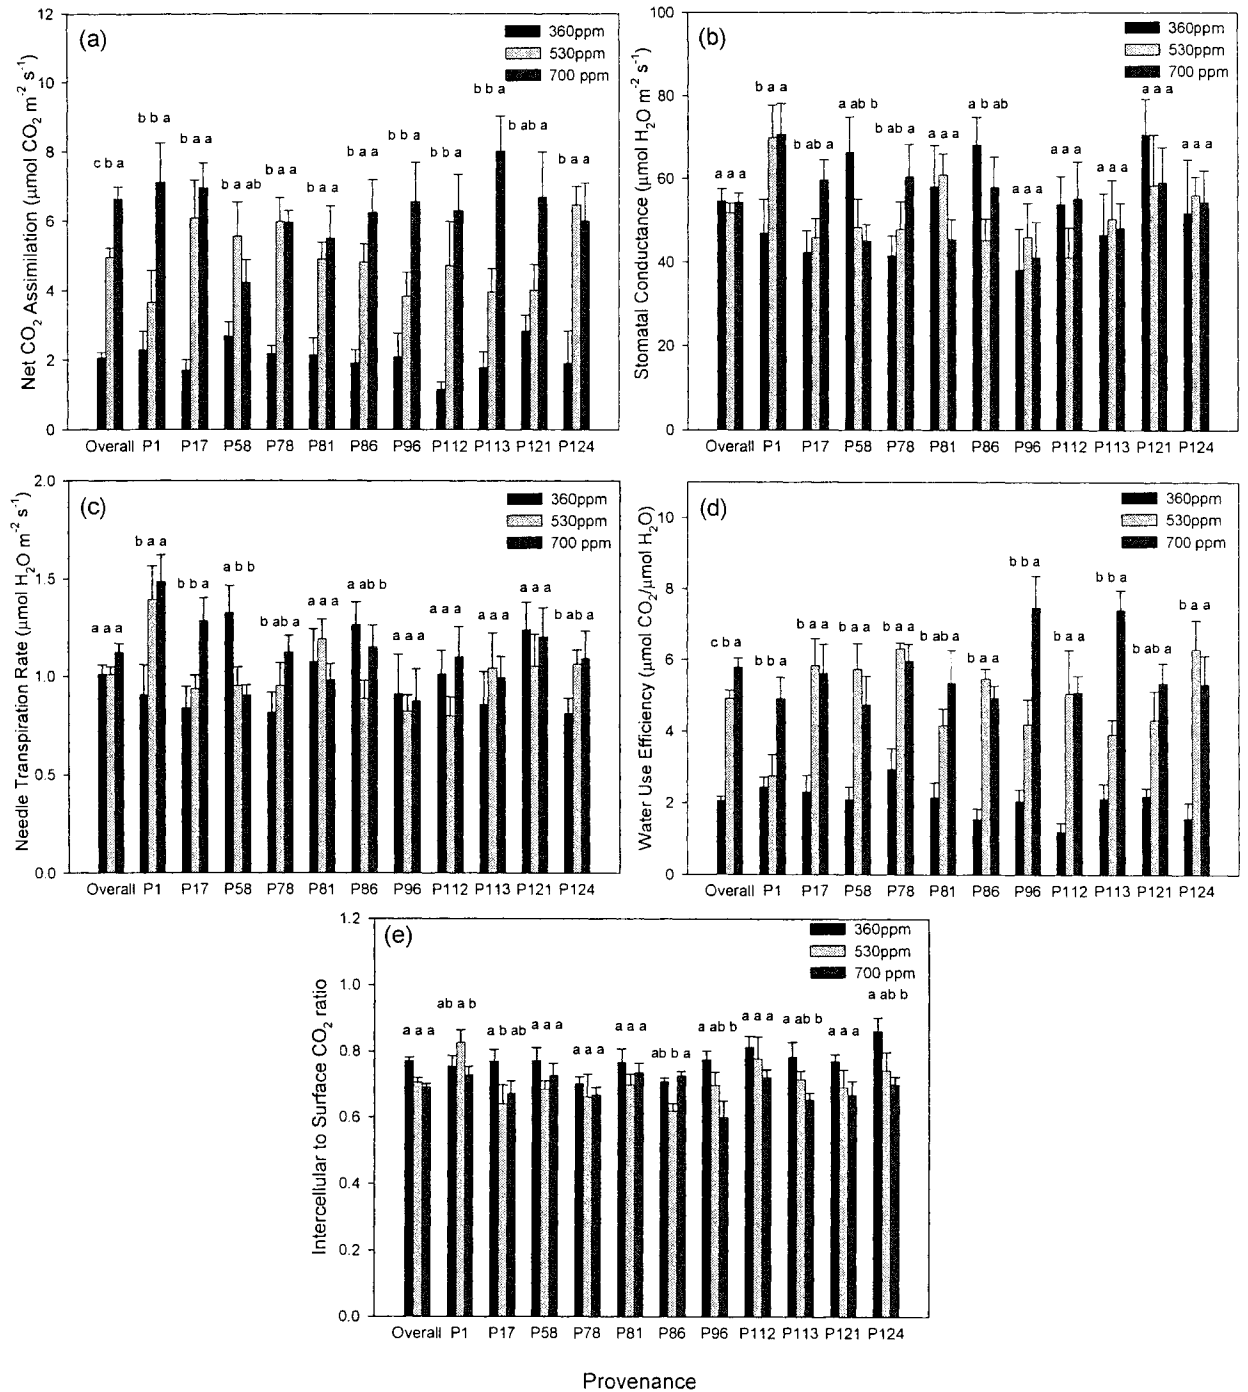 (a)
360ppm
530ppm
700 ppm
Net CO2 Assimilation (μmol CO2 m-2 s-1)
12
10
8
6
4
2
0
c b a
b b a
b a a
b a ab
b a a
b a a
b a a
b b a
b b a
b b a
b ab a
b a a
Overall P1 P17 P58 P78 P81 P86 P96 P112 P113 P121 P124
(b)
360ppm
530ppm
700 ppm
Stomatal Conductance (μmol H2O m-2 s-1)
100
80
60
40
20
0
a a a
b a a
b ab a
a ab b
b ab a
a a a
a b ab
a a a
a a a
a a a
a a a
a a a
Overall P1 P17 P58 P78 P81 P86 P96 P112 P113 P121 P124
(c)
360ppm
530ppm
700 ppm
Needle Transpiration Rate (μmol H2O m-2 s-1)
2.0
1.5
1.0
0.5
0.0
a a a
b a a
b b a
a b b
b ab a
a a a
a ab b
a a a
a a a
a a a
a a a
b ab a
Overall P1 P17 P58 P78 P81 P86 P96 P112 P113 P121 P124
(d)
360ppm
530ppm
700 ppm
Water Use Efficiency (μmol CO2/μmol H2O)
10
8
6
4
2
0
c b a
b b a
b a a
b a a
b a a
b ab a
b a a
b b a
b a a
b b a
b ab a
b a a
Overall P1 P17 P58 P78 P81 P86 P96 P112 P113 P121 P124
(e)
360ppm
530ppm
700 ppm
Intercellular to Surface CO2 ratio
1.2
1.0
0.8
0.6
0.4
0.2
0.0
a a a
ab a b
a b ab
a a a
a a a
a a a
ab b a
a ab b
a a a
a ab b
a a a
a ab b
Overall P1 P17 P58 P78 P81 P86 P96 P112 P113 P121 P124
Provenance